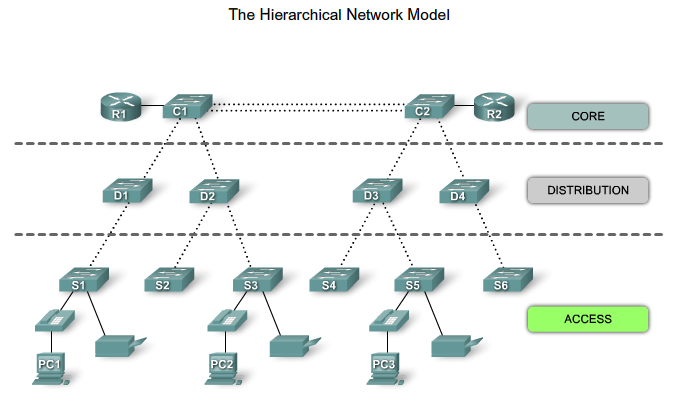 The Hierarchical Network Model
R1 C1 C2 R2 CORE
D1 D2 D3 D4 DISTRIBUTION
S1 S2 S3 S4 S5 S6
ACCESS
PC1 PC2 PC3